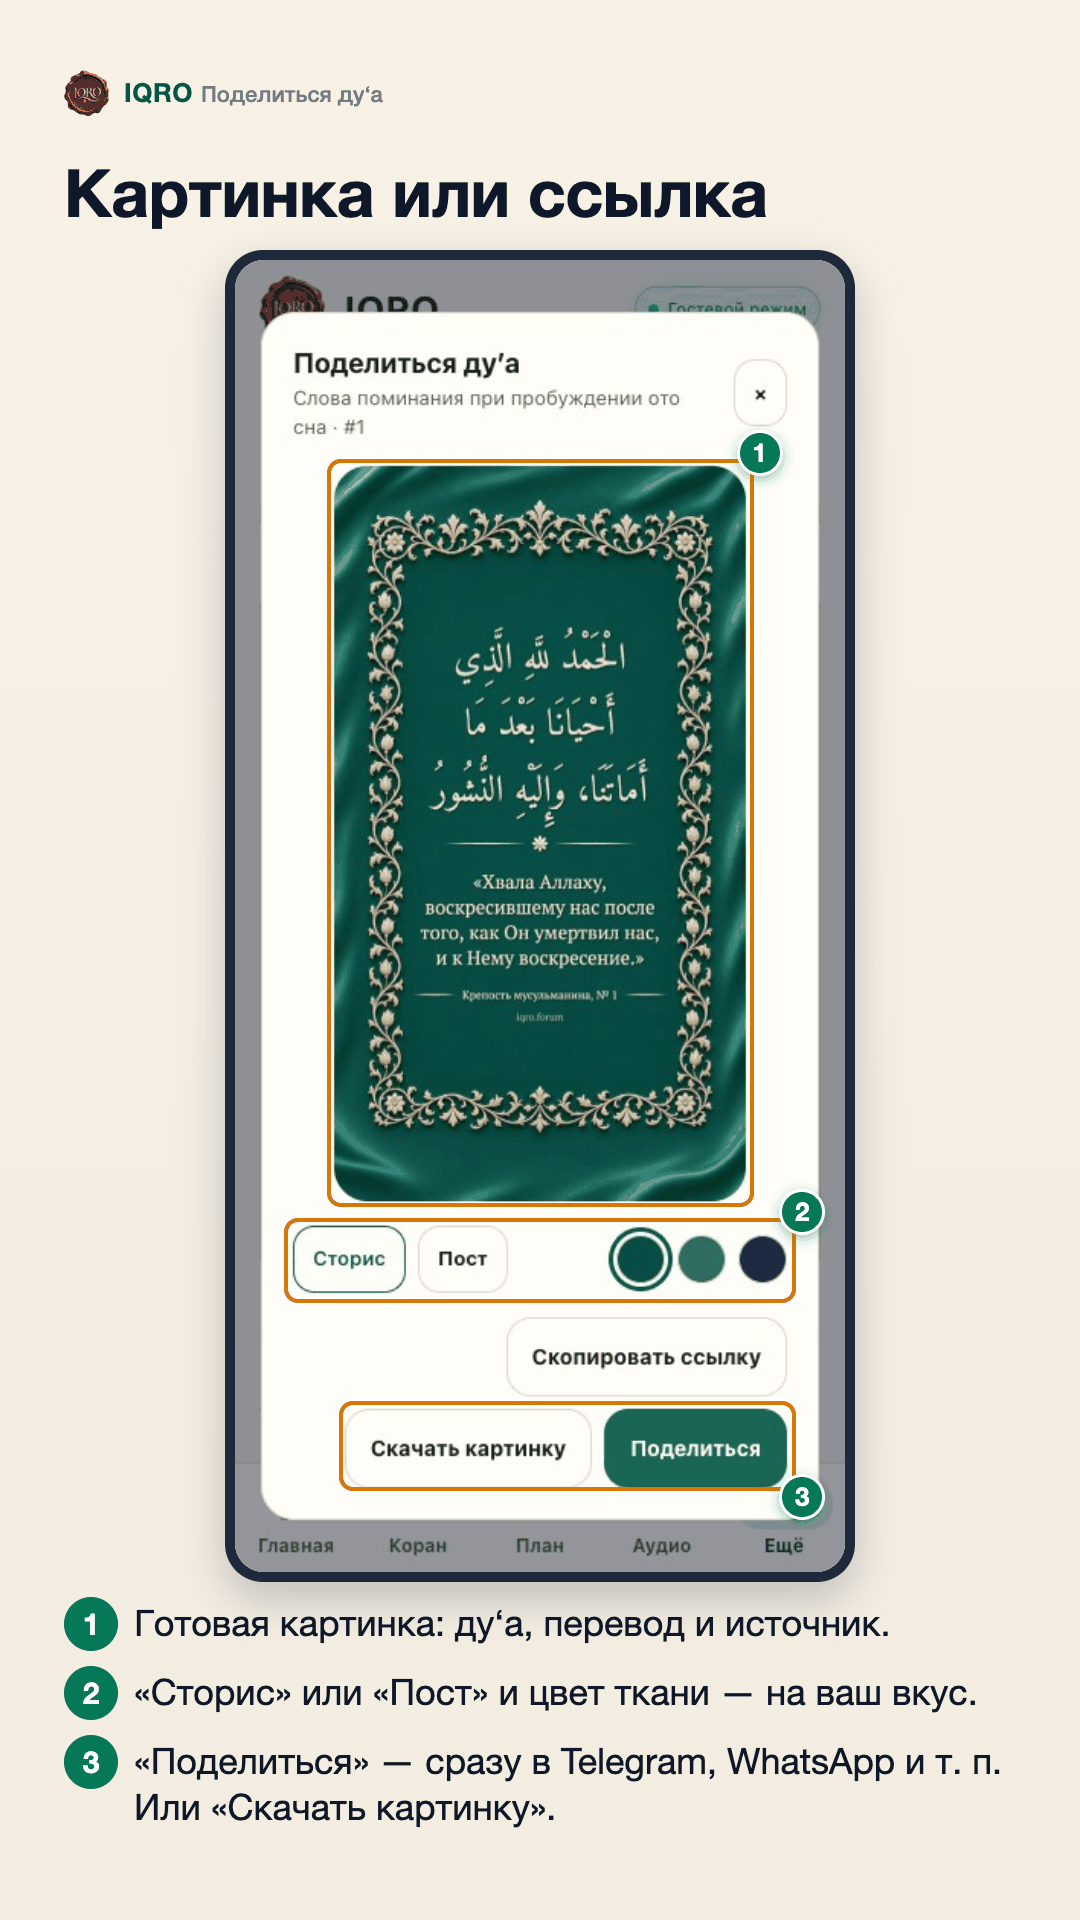 IQRO Поделиться ду‘а
Картинка или ссылка
IQRO
IQRO
Гостевой режим
Поделиться ду’а
Слова поминания при пробуждении ото
сна · #1
×
1
الْحَمْدُ للَّهِ الَّذِي
أَحْيَانَا بَعْدَ مَا
أَمَاتَنَا، وَإِلَيْهِ النُّشُورُ
«Хвала Аллаху,
воскресившему нас после
того, как Он умертвил нас,
и к Нему воскресение.»
Крепость мусульманина, № 1
iqro.forum
2
Сторис Пост
Скопировать ссылку
Скачать картинку Поделиться
3
Главная Коран План Аудио Ещё
1 Готовая картинка: ду‘а, перевод и источник.
2 «Сторис» или «Пост» и цвет ткани — на ваш вкус.
3 «Поделиться» — сразу в Telegram, WhatsApp и т. п.
Или «Скачать картинку».